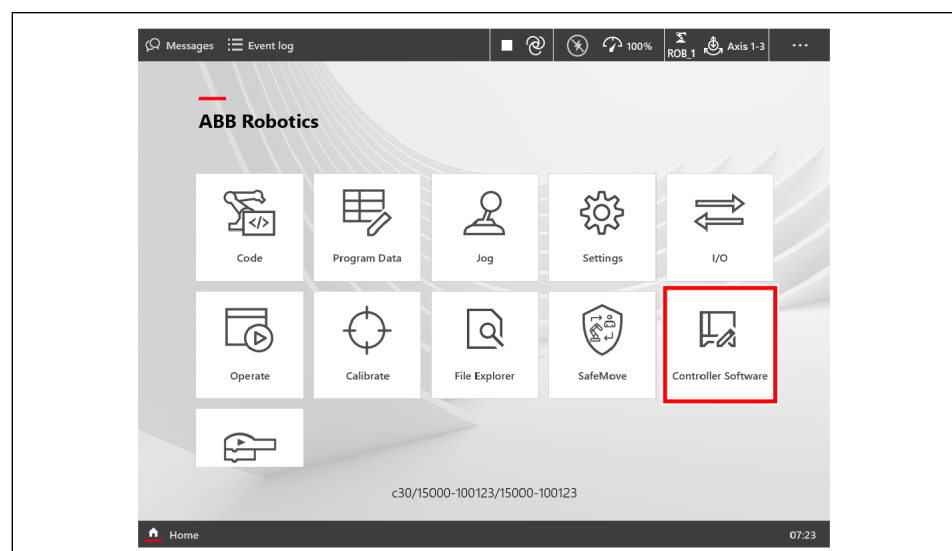 Messages Event log 100% ROB_1 Axis 1-3 ...
ABB Robotics
</>
Code Program Data Jog Settings I/O
Operate Calibrate File Explorer SafeMove Controller Software
c30/15000-100123/15000-100123
Home 07:23